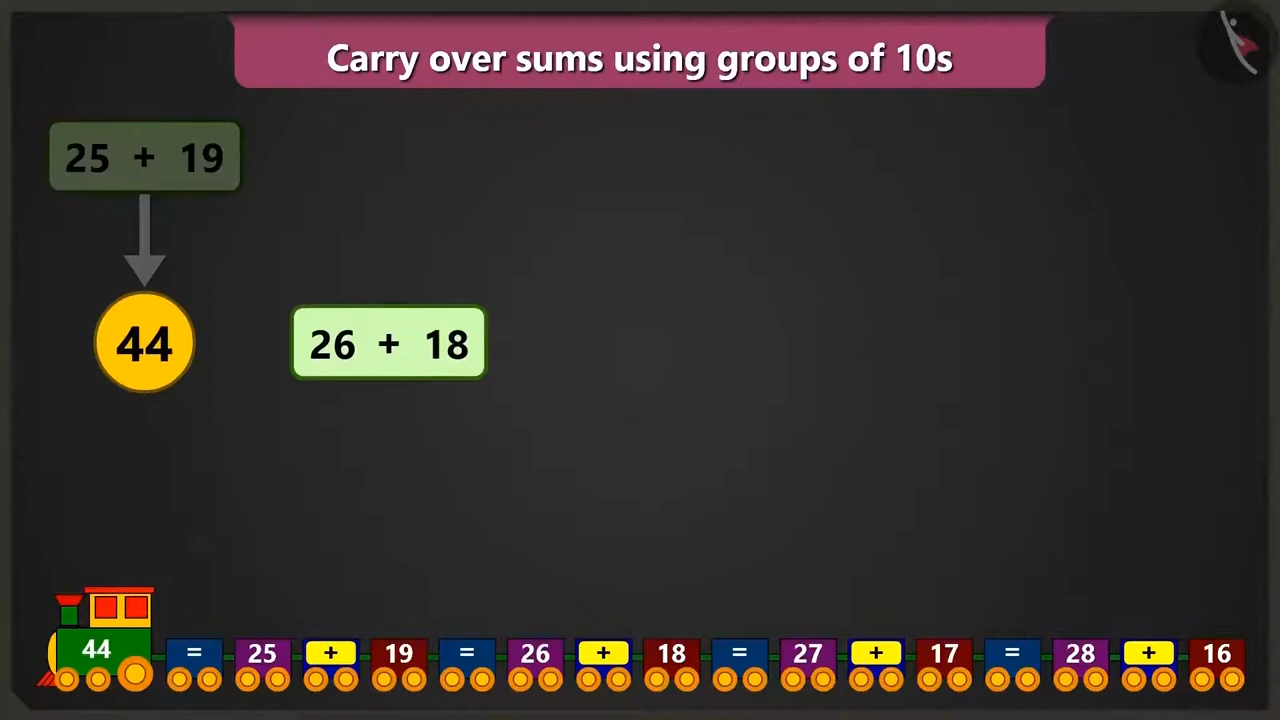 Carry over sums using groups of 10s
25 + 19
44
26 + 18
44 = 25 + 19 = 26 + 18 = 27 + 17 = 28 + 16